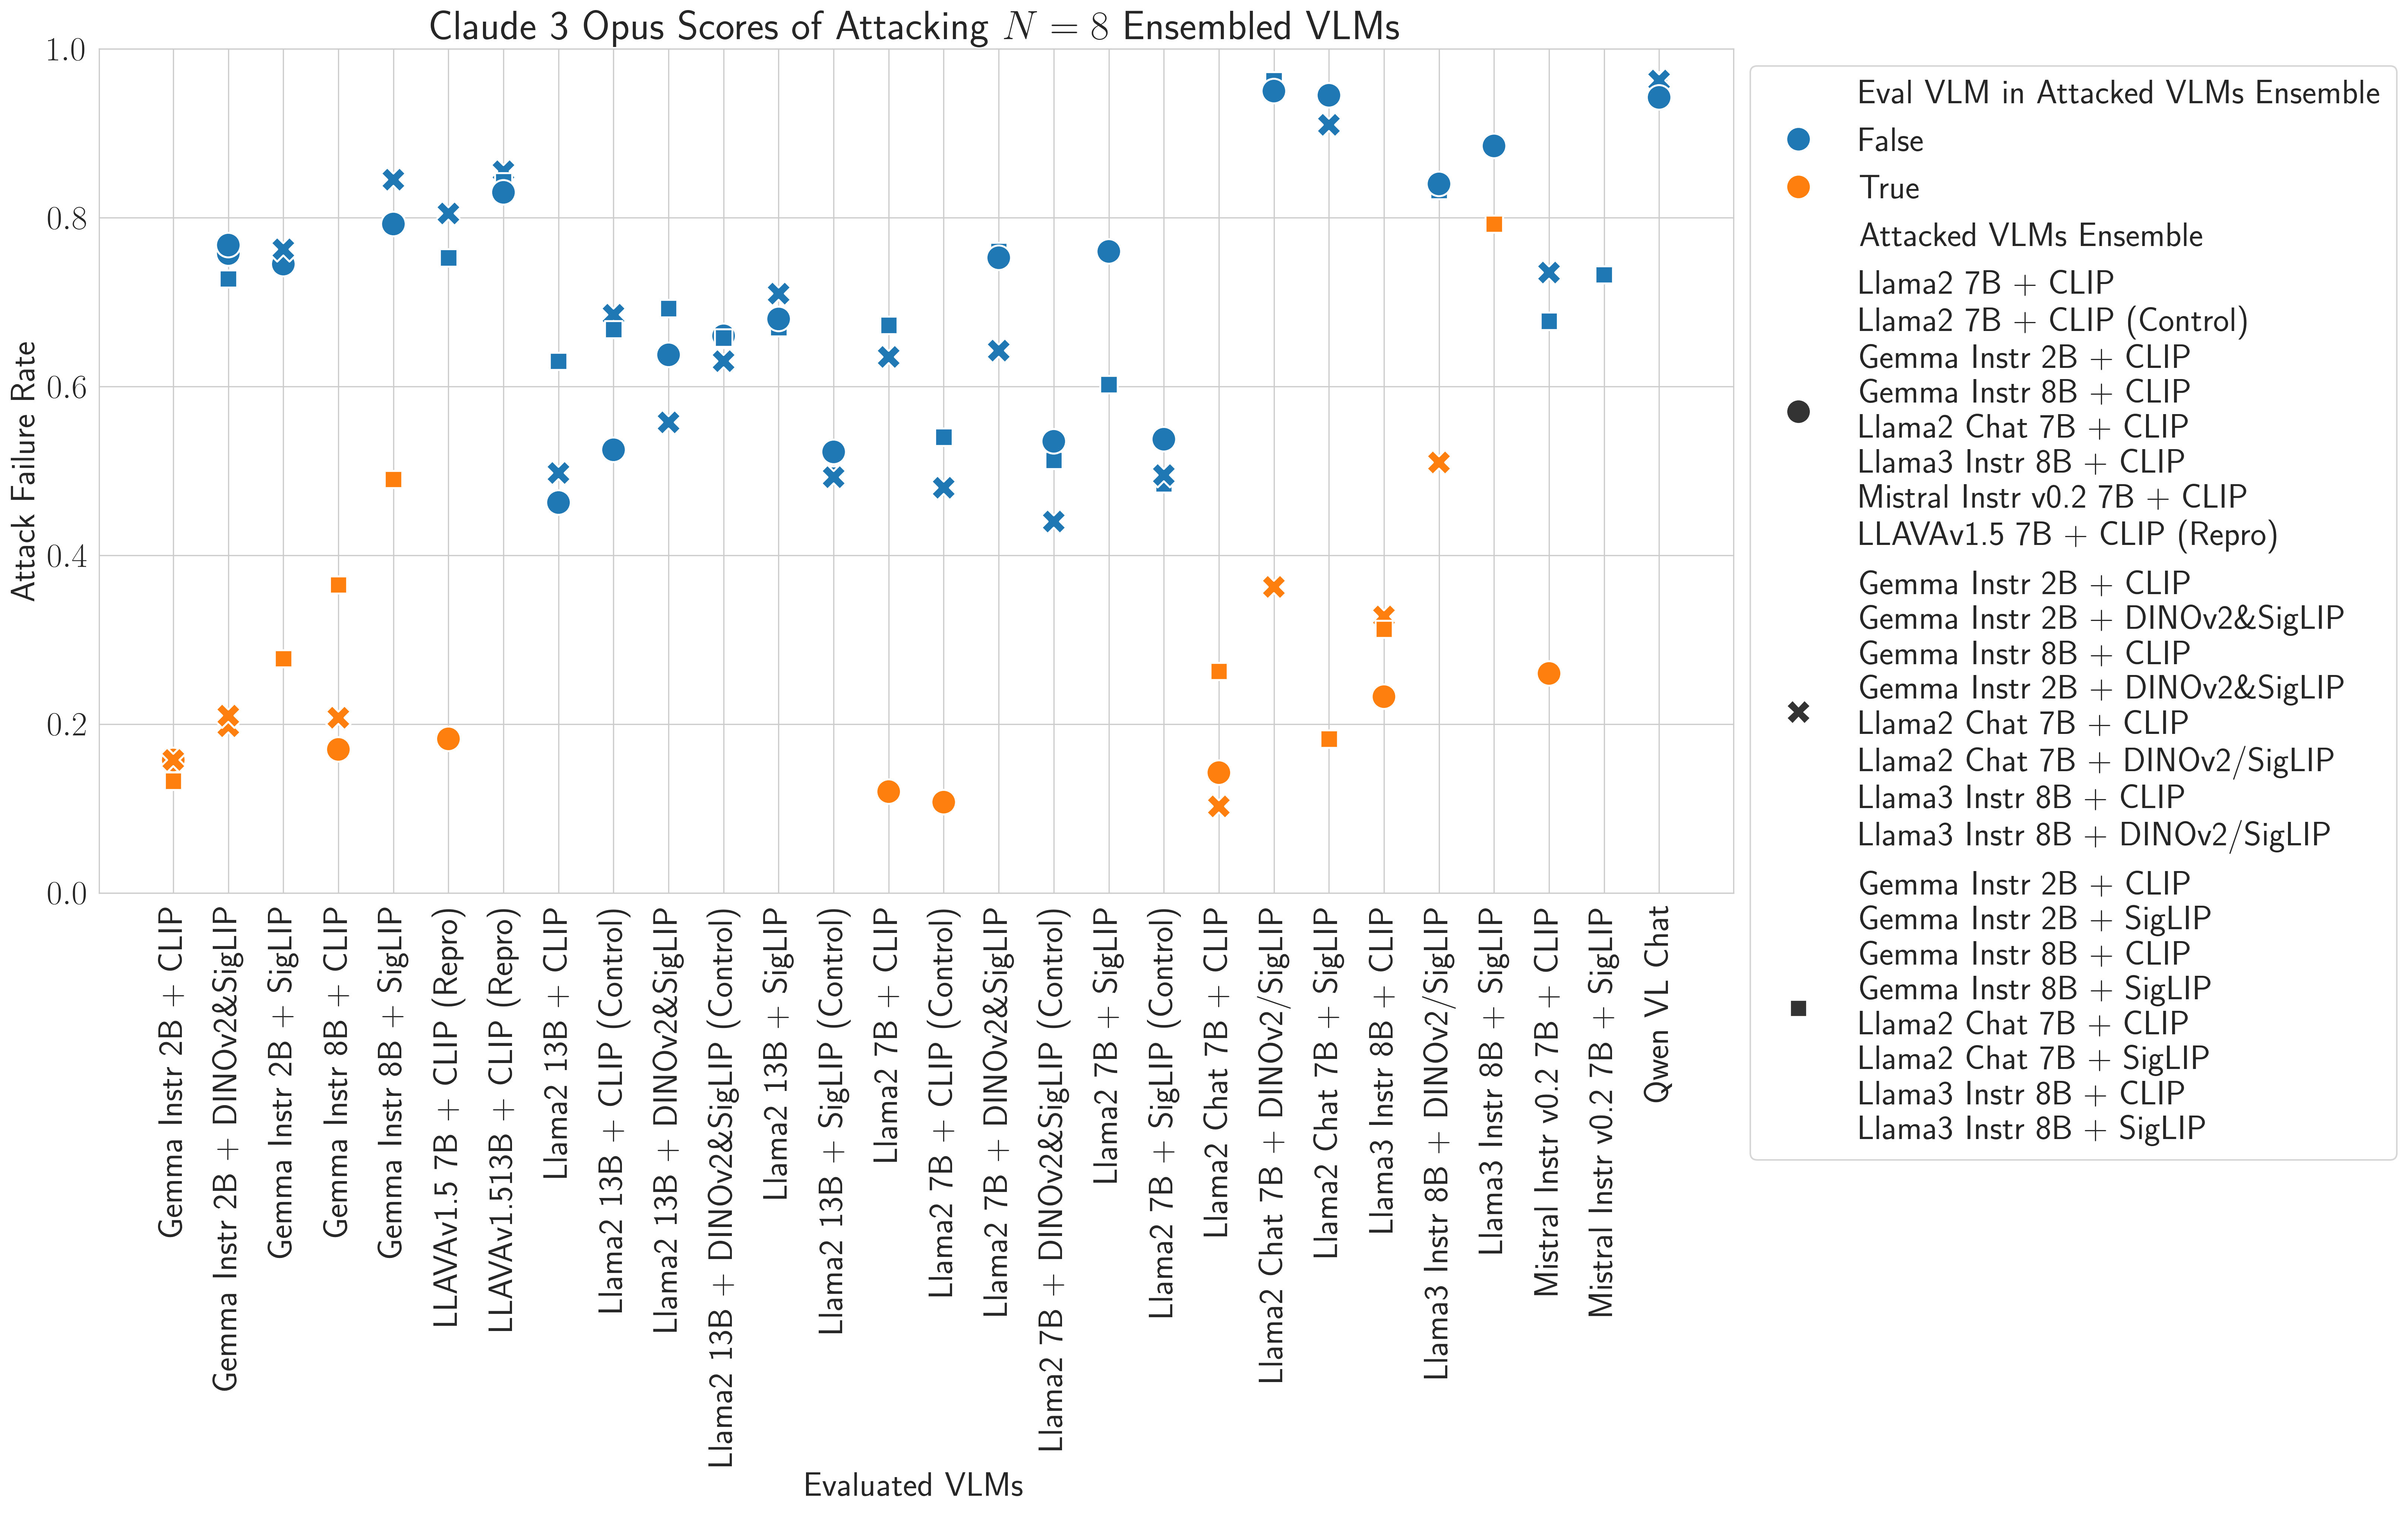 Claude 3 Opus Scores of Attacking N = 8 Ensembled VLMs
Attack Failure Rate
1.0
0.8
0.6
0.4
0.2
0.0
Gemma Instr 2B + CLIP
Gemma Instr 2B + DINOv2&SigLIP
Gemma Instr 2B + SigLIP
Gemma Instr 8B + CLIP
Gemma Instr 8B + SigLIP
LLAVAv1.5 7B + CLIP (Repro)
LLAVAv1.513B + CLIP (Repro)
Llama2 13B + CLIP
Llama2 13B + CLIP (Control)
Llama2 13B + DINOv2&SigLIP
Llama2 13B + DINOv2&SigLIP (Control)
Llama2 13B + SigLIP
Llama2 13B + SigLIP (Control)
Llama2 7B + CLIP
Llama2 7B + CLIP (Control)
Llama2 7B + DINOv2&SigLIP
Llama2 7B + DINOv2&SigLIP (Control)
Llama2 7B + SigLIP
Llama2 7B + SigLIP (Control)
Llama2 Chat 7B + CLIP
Llama2 Chat 7B + DINOv2/SigLIP
Llama2 Chat 7B + SigLIP
Llama3 Instr 8B + CLIP
Llama3 Instr 8B + DINOv2/SigLIP
Llama3 Instr 8B + SigLIP
Mistral Instr v0.2 7B + CLIP
Mistral Instr v0.2 7B + SigLIP
Qwen VL Chat
Evaluated VLMs
Eval VLM in Attacked VLMs Ensemble
False
True
Attacked VLMs Ensemble
Llama2 7B + CLIP
Llama2 7B + CLIP (Control)
Gemma Instr 2B + CLIP
Gemma Instr 8B + CLIP
Llama2 Chat 7B + CLIP
Llama3 Instr 8B + CLIP
Mistral Instr v0.2 7B + CLIP
LLAVAv1.5 7B + CLIP (Repro)
Gemma Instr 2B + CLIP
Gemma Instr 2B + DINOv2&SigLIP
Gemma Instr 8B + CLIP
Gemma Instr 2B + DINOv2&SigLIP
Llama2 Chat 7B + CLIP
Llama2 Chat 7B + DINOv2/SigLIP
Llama3 Instr 8B + CLIP
Llama3 Instr 8B + DINOv2/SigLIP
Gemma Instr 2B + CLIP
Gemma Instr 2B + SigLIP
Gemma Instr 8B + CLIP
Gemma Instr 8B + SigLIP
Llama2 Chat 7B + CLIP
Llama2 Chat 7B + SigLIP
Llama3 Instr 8B + CLIP
Llama3 Instr 8B + SigLIP